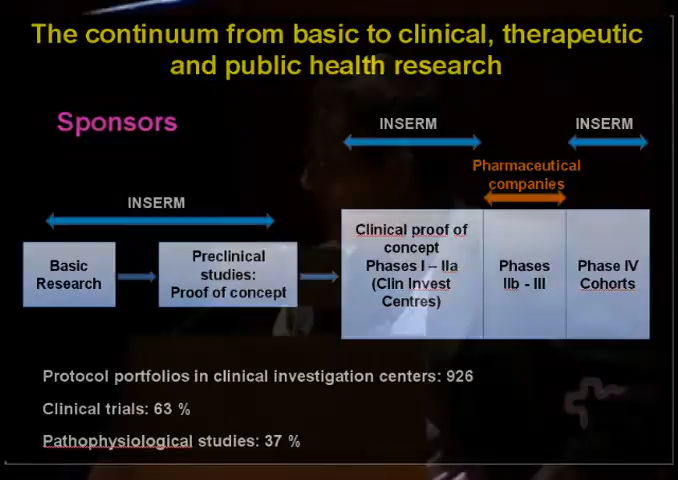 The continuum from basic to clinical, therapeutic
and public health research
Sponsors
INSERM
INSERM
Pharmaceutical
companies
INSERM
Basic
Research
Preclinical
studies:
Proof of concept
Clinical proof of
concept
Phases I – IIa
(Clin Invest
Centres)
Phases
IIb - III
Phase IV
Cohorts
Protocol portfolios in clinical investigation centers: 926
Clinical trials: 63 %
Pathophysiological studies: 37 %